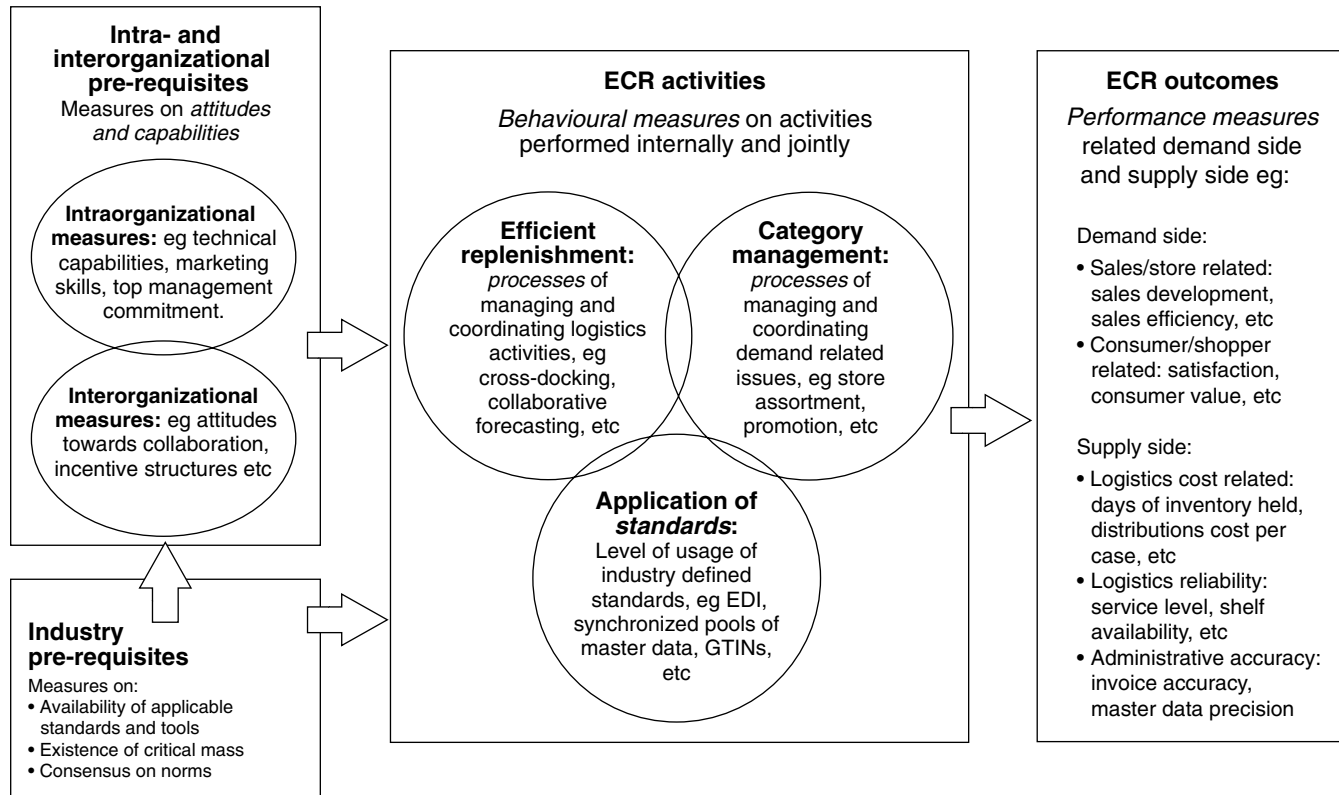 Intra- and
interorganizational
pre-requisites
Measures on attitudes
and capabilities
Intraorganizational
measures: eg technical
capabilities, marketing
skills, top management
commitment.
Interorganizational
measures: eg attitudes
towards collaboration,
incentive structures etc
Industry
pre-requisites
Measures on:
• Availability of applicable
standards and tools
• Existence of critical mass
• Consensus on norms
ECR activities
Behavioural measures on activities
performed internally and jointly
Efficient
replenishment:
processes of
managing and
coordinating logistics
activities, eg
cross-docking,
collaborative
forecasting, etc
Category
management:
processes of
managing and
coordinating
demand related
issues, eg store
assortment,
promotion, etc
Application of
standards:
Level of usage of
industry defined
standards, eg EDI,
synchronized pools of
master data, GTINs,
etc
ECR outcomes
Performance measures
related demand side
and supply side eg:
Demand side:
• Sales/store related:
sales development,
sales efficiency, etc
• Consumer/shopper
related: satisfaction,
consumer value, etc
Supply side:
• Logistics cost related:
days of inventory held,
distributions cost per
case, etc
• Logistics reliability:
service level, shelf
availability, etc
• Administrative accuracy:
invoice accuracy,
master data precision